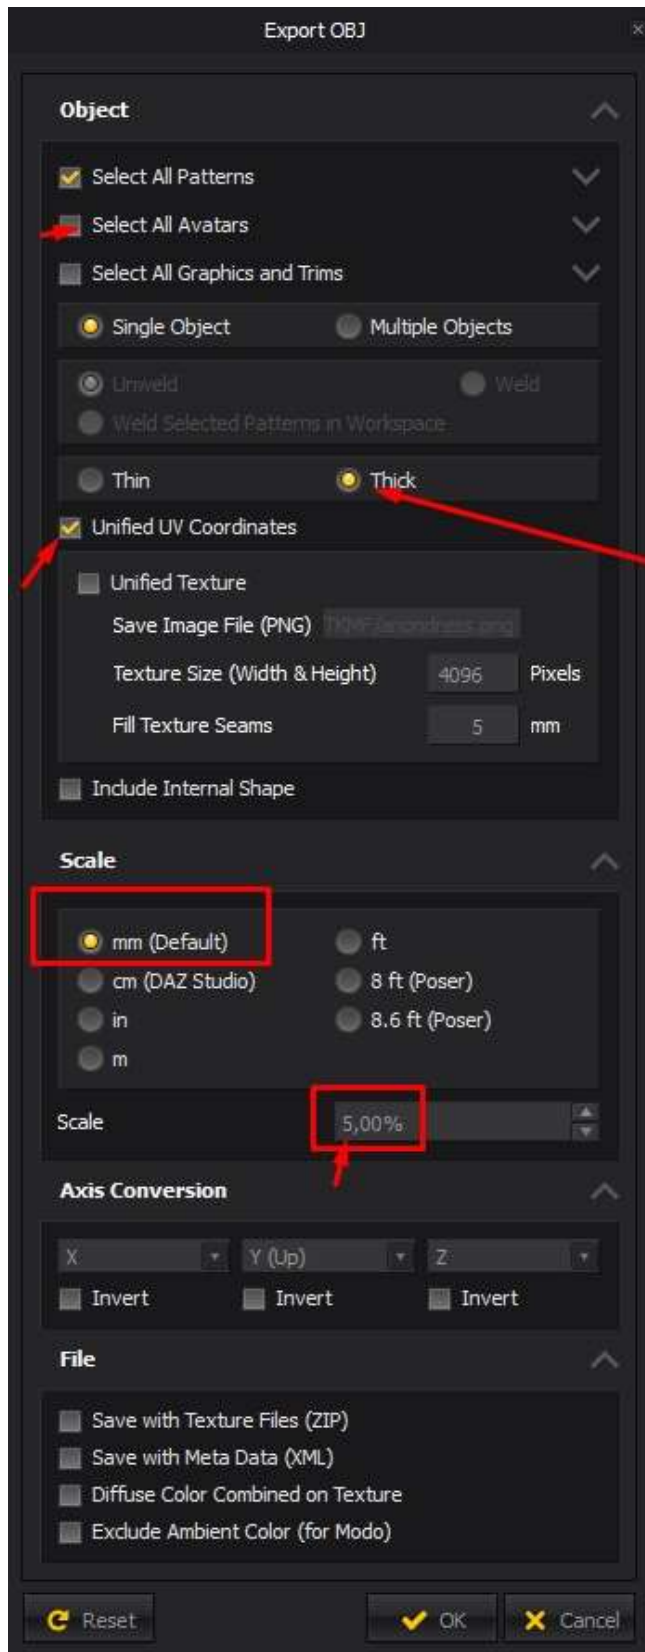 Export OBJ
Object
Select All Patterns
Select All Avatars
Select All Graphics and Trims
Single Object Multiple Objects
Unweld Weld
Weld Selected Patterns in Workspace
Thin Thick
Unified UV Coordinates
Unified Texture
Save Image File (PNG)
Texture Size (Width & Height) 4096 Pixels
Fill Texture Seams 5 mm
Include Internal Shape
Scale
mm (Default) ft
cm (DAZ Studio) 8 ft (Poser)
in 8.6 ft (Poser)
m
Scale 5,00%
Axis Conversion
X Y (Up) Z
Invert Invert Invert
File
Save with Texture Files (ZIP)
Save with Meta Data (XML)
Diffuse Color Combined on Texture
Exclude Ambient Color (for Modo)
Reset OK Cancel